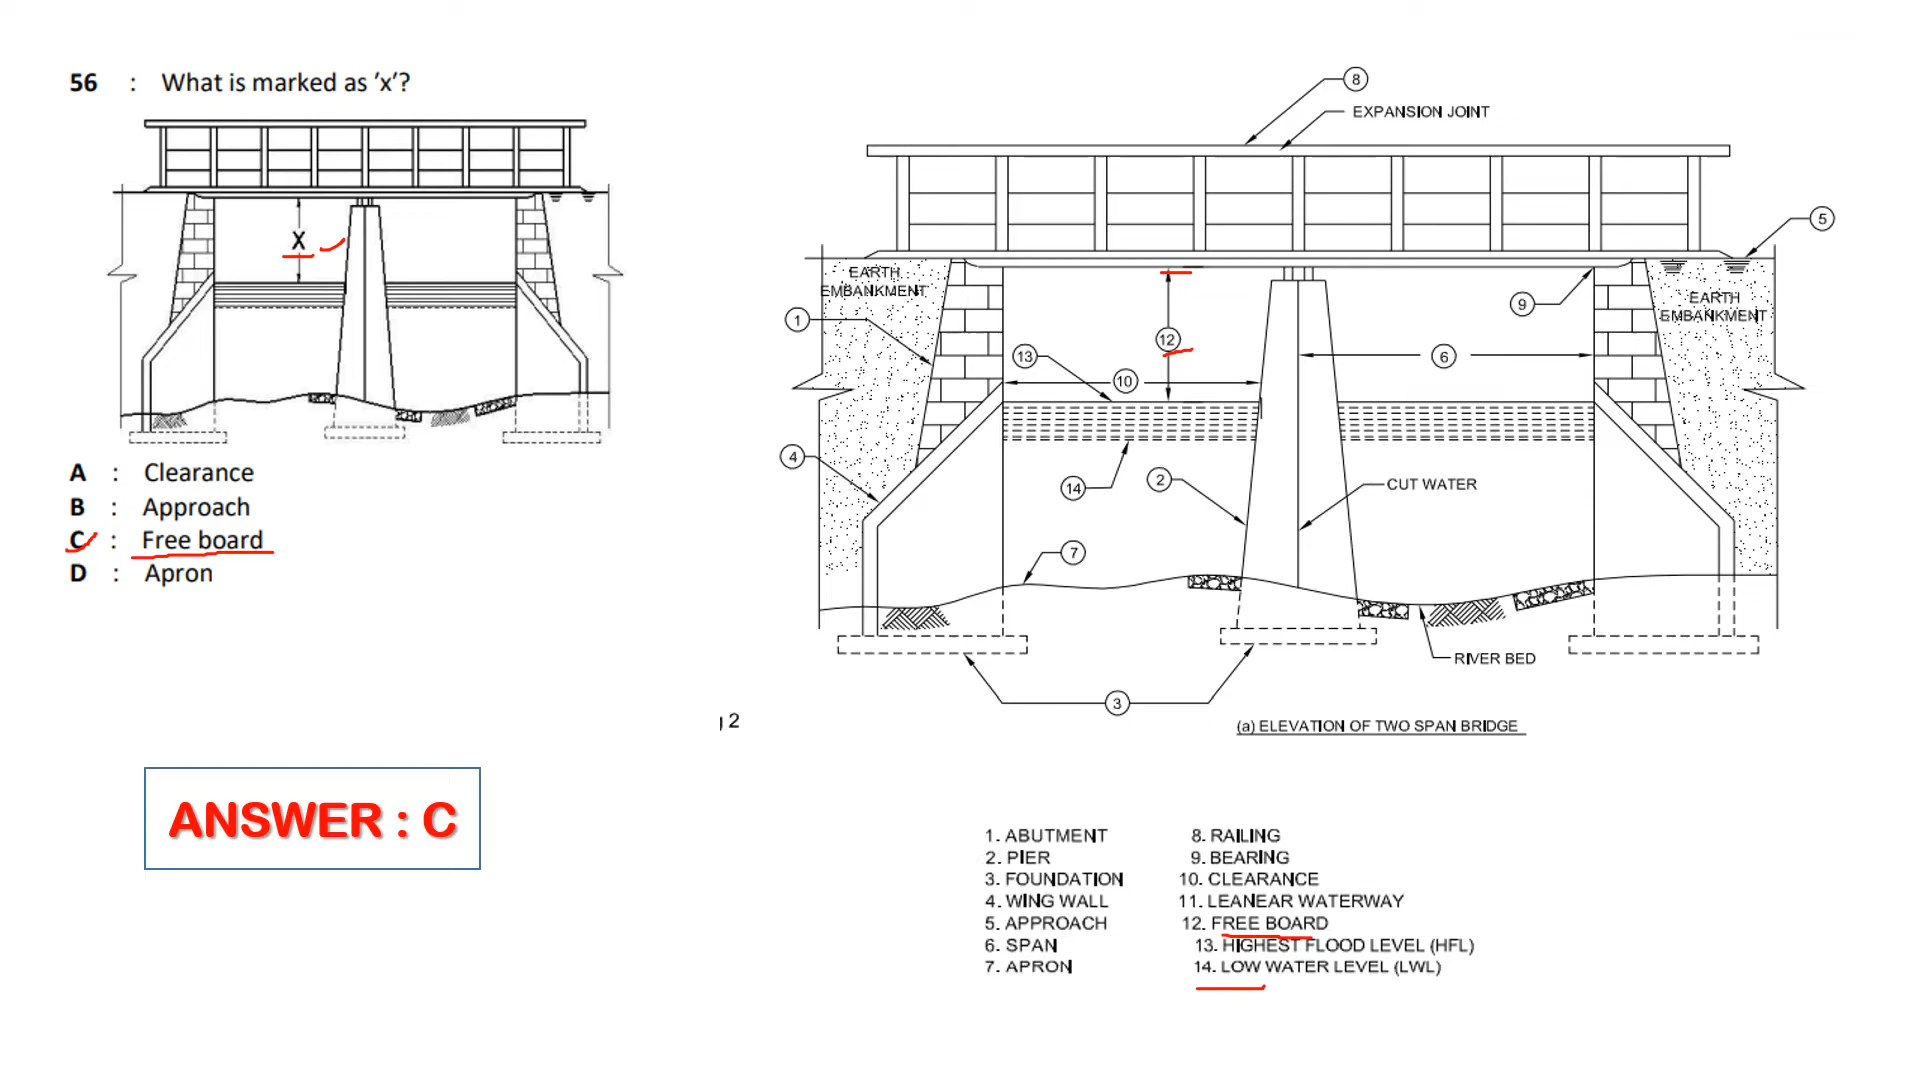 56 : What is marked as 'x'?
X
A : Clearance
B : Approach
C : Free board
D : Apron
ANSWER : C
8
EXPANSION JOINT
5
EARTH
EMBANKMENT
EARTH
EMBANKMENT
1
9
12
13
6
10
4
14
2
CUT WATER
7
RIVER BED
3
2
(a) ELEVATION OF TWO SPAN BRIDGE
1. ABUTMENT
2. PIER
3. FOUNDATION
4. WING WALL
5. APPROACH
6. SPAN
7. APRON
8. RAILING
9. BEARING
10. CLEARANCE
11. LEANEAR WATERWAY
12. FREE BOARD
13. HIGHEST FLOOD LEVEL (HFL)
14. LOW WATER LEVEL (LWL)